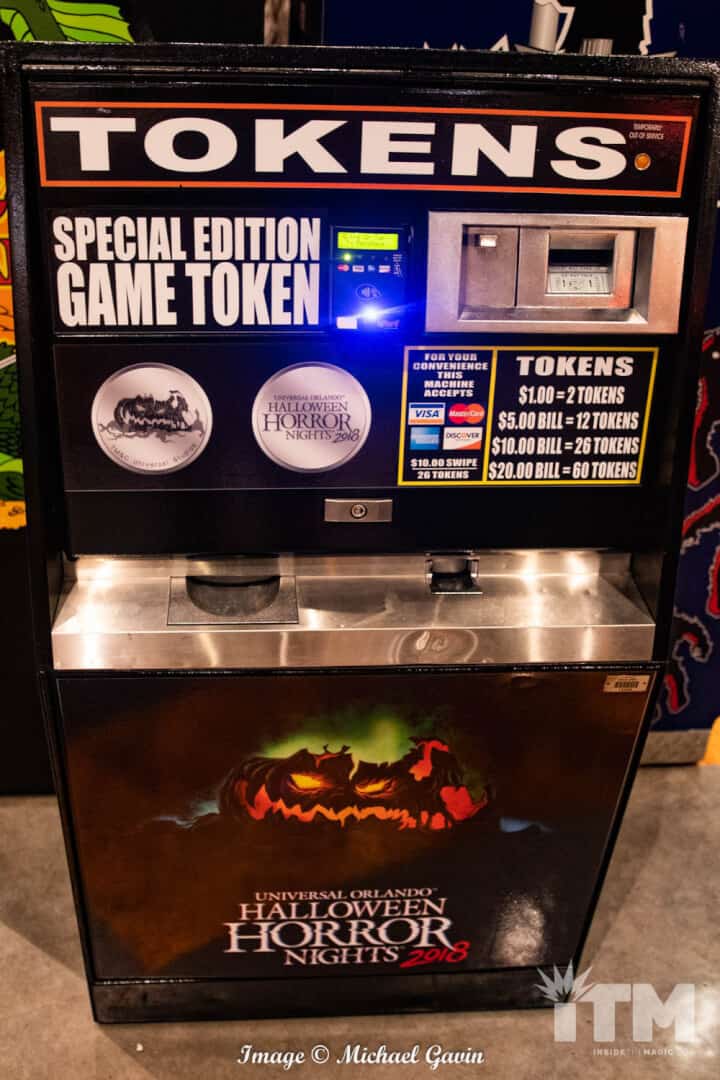 TOKENS
TEMPORARILY
OUT OF SERVICE
SPECIAL EDITION
GAME TOKEN
UNIVERSAL ORLANDO
HALLOWEEN
HORROR
NIGHTS 2018
FOR YOUR
CONVENIENCE
THIS
MACHINE
ACCEPTS
VISA
MasterCard
DISCOVER
$10.00 SWIPE
26 TOKENS
TOKENS
$1.00 = 2 TOKENS
$5.00 BILL = 12 TOKENS
$10.00 BILL = 26 TOKENS
$20.00 BILL = 60 TOKENS
UNIVERSAL ORLANDO™
HALLOWEEN
HORROR
NIGHTS 2018
iTM
INSIDE THE MAGIC
Image © Michael Gavin